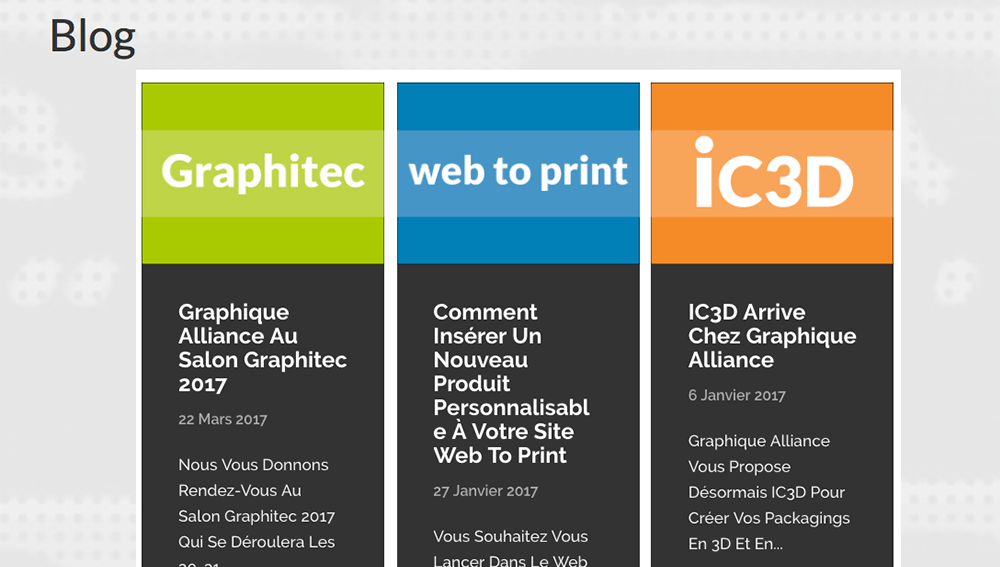 Blog
Graphitec
web to print
iC3D
Graphique
Alliance Au
Salon Graphitec
2017
22 Mars 2017
Nous Vous Donnons
Rendez-Vous Au
Salon Graphitec 2017
Qui Se Déroulera Les
20-21
Comment
Insérer Un
Nouveau
Produit
Personnalisabl
e À Votre Site
Web To Print
27 Janvier 2017
Vous Souhaitez Vous
Lancer Dans Le Web
IC3D Arrive
Chez Graphique
Alliance
6 Janvier 2017
Graphique Alliance
Vous Propose
Désormais IC3D Pour
Créer Vos Packagings
En 3D Et En...